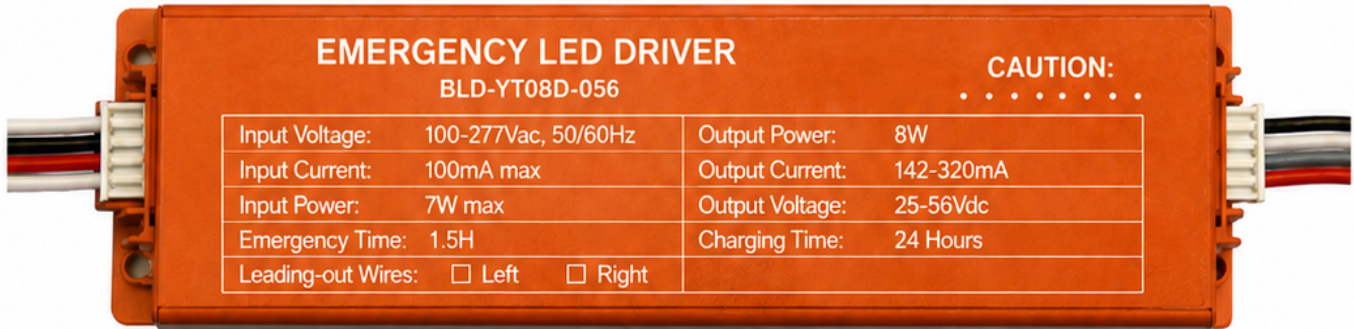 EMERGENCY LED DRIVER
BLD-YT08D-056
CAUTION:
Input Voltage: 100-277Vac, 50/60Hz Output Power: 8W
Input Current: 100mA max Output Current: 142-320mA
Input Power: 7W max Output Voltage: 25-56Vdc
Emergency Time: 1.5H Charging Time: 24 Hours
Leading-out Wires: ☐ Left ☐ Right